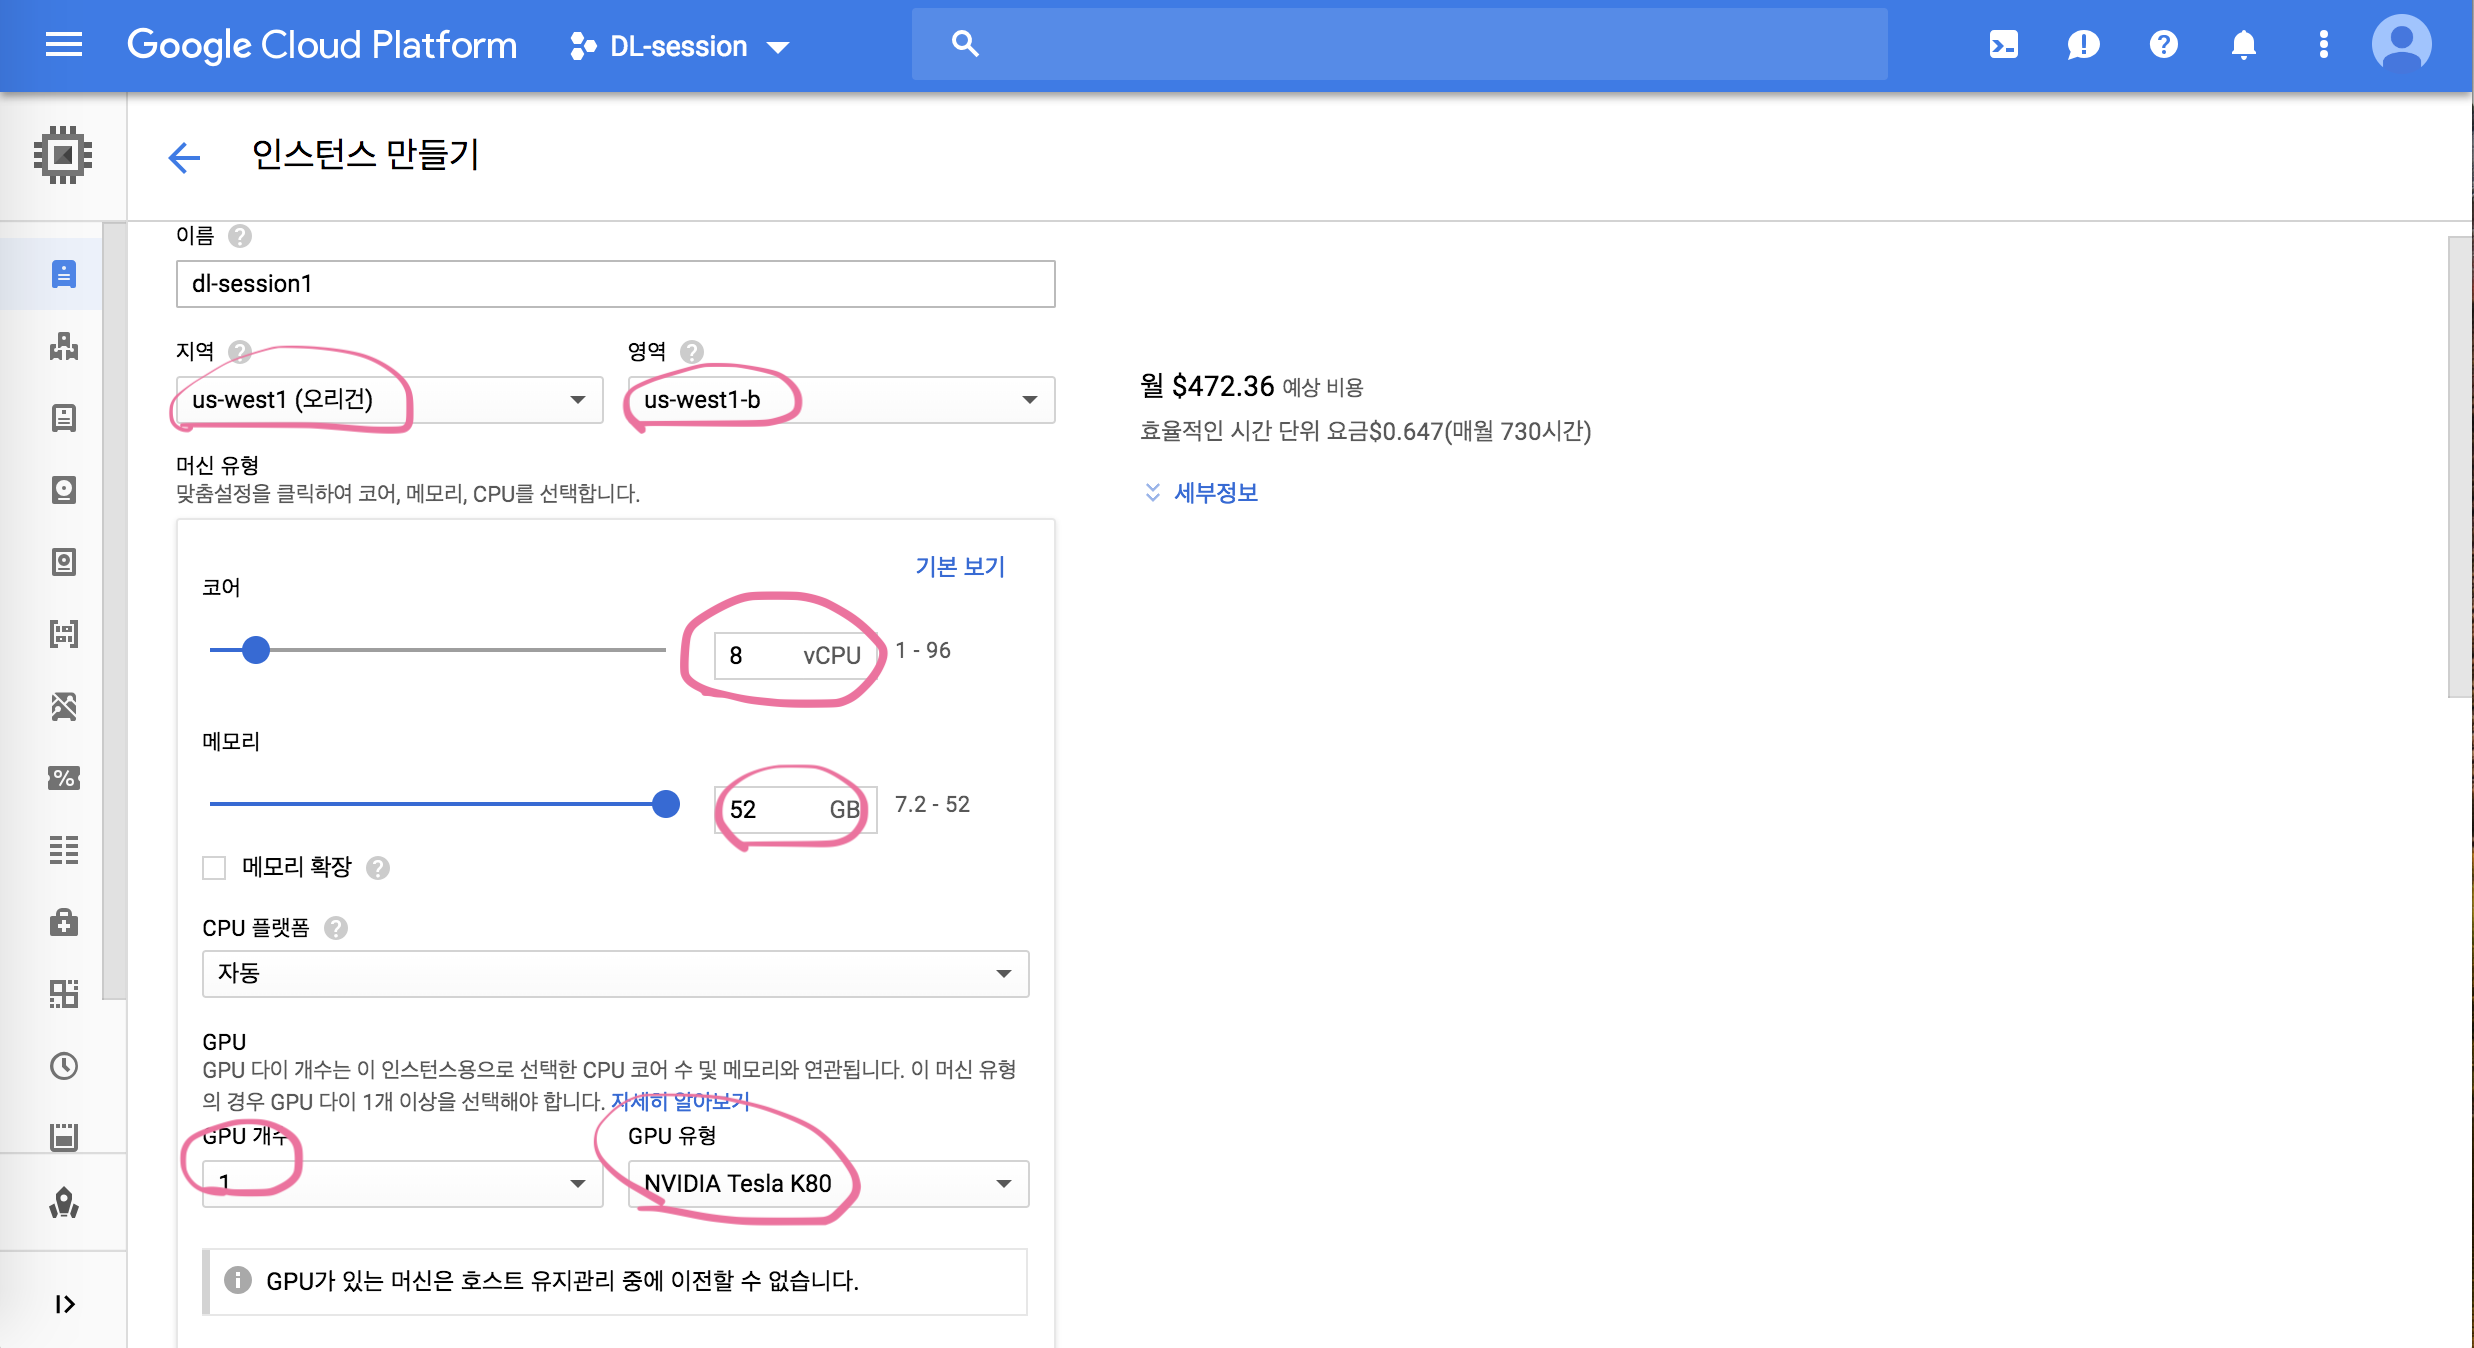 Google Cloud Platform DL-session
인스턴스 만들기
이름
dl-session1
지역 영역
us-west1 (오리건) us-west1-b
월 $472.36 예상 비용
효율적인 시간 단위 요금$0.647(매월 730시간)
세부정보
머신 유형
맞춤설정을 클릭하여 코어, 메모리, CPU를 선택합니다.
기본 보기
코어
8 vCPU 1 - 96
메모리
52 GB 7.2 - 52
메모리 확장
CPU 플랫폼
자동
GPU
GPU 다이 개수는 이 인스턴스용으로 선택한 CPU 코어 수 및 메모리와 연관됩니다. 이 머신 유형
의 경우 GPU 다이 1개 이상을 선택해야 합니다. 자세히 알아보기
GPU 개수 GPU 유형
1 NVIDIA Tesla K80
GPU가 있는 머신은 호스트 유지관리 중에 이전할 수 없습니다.